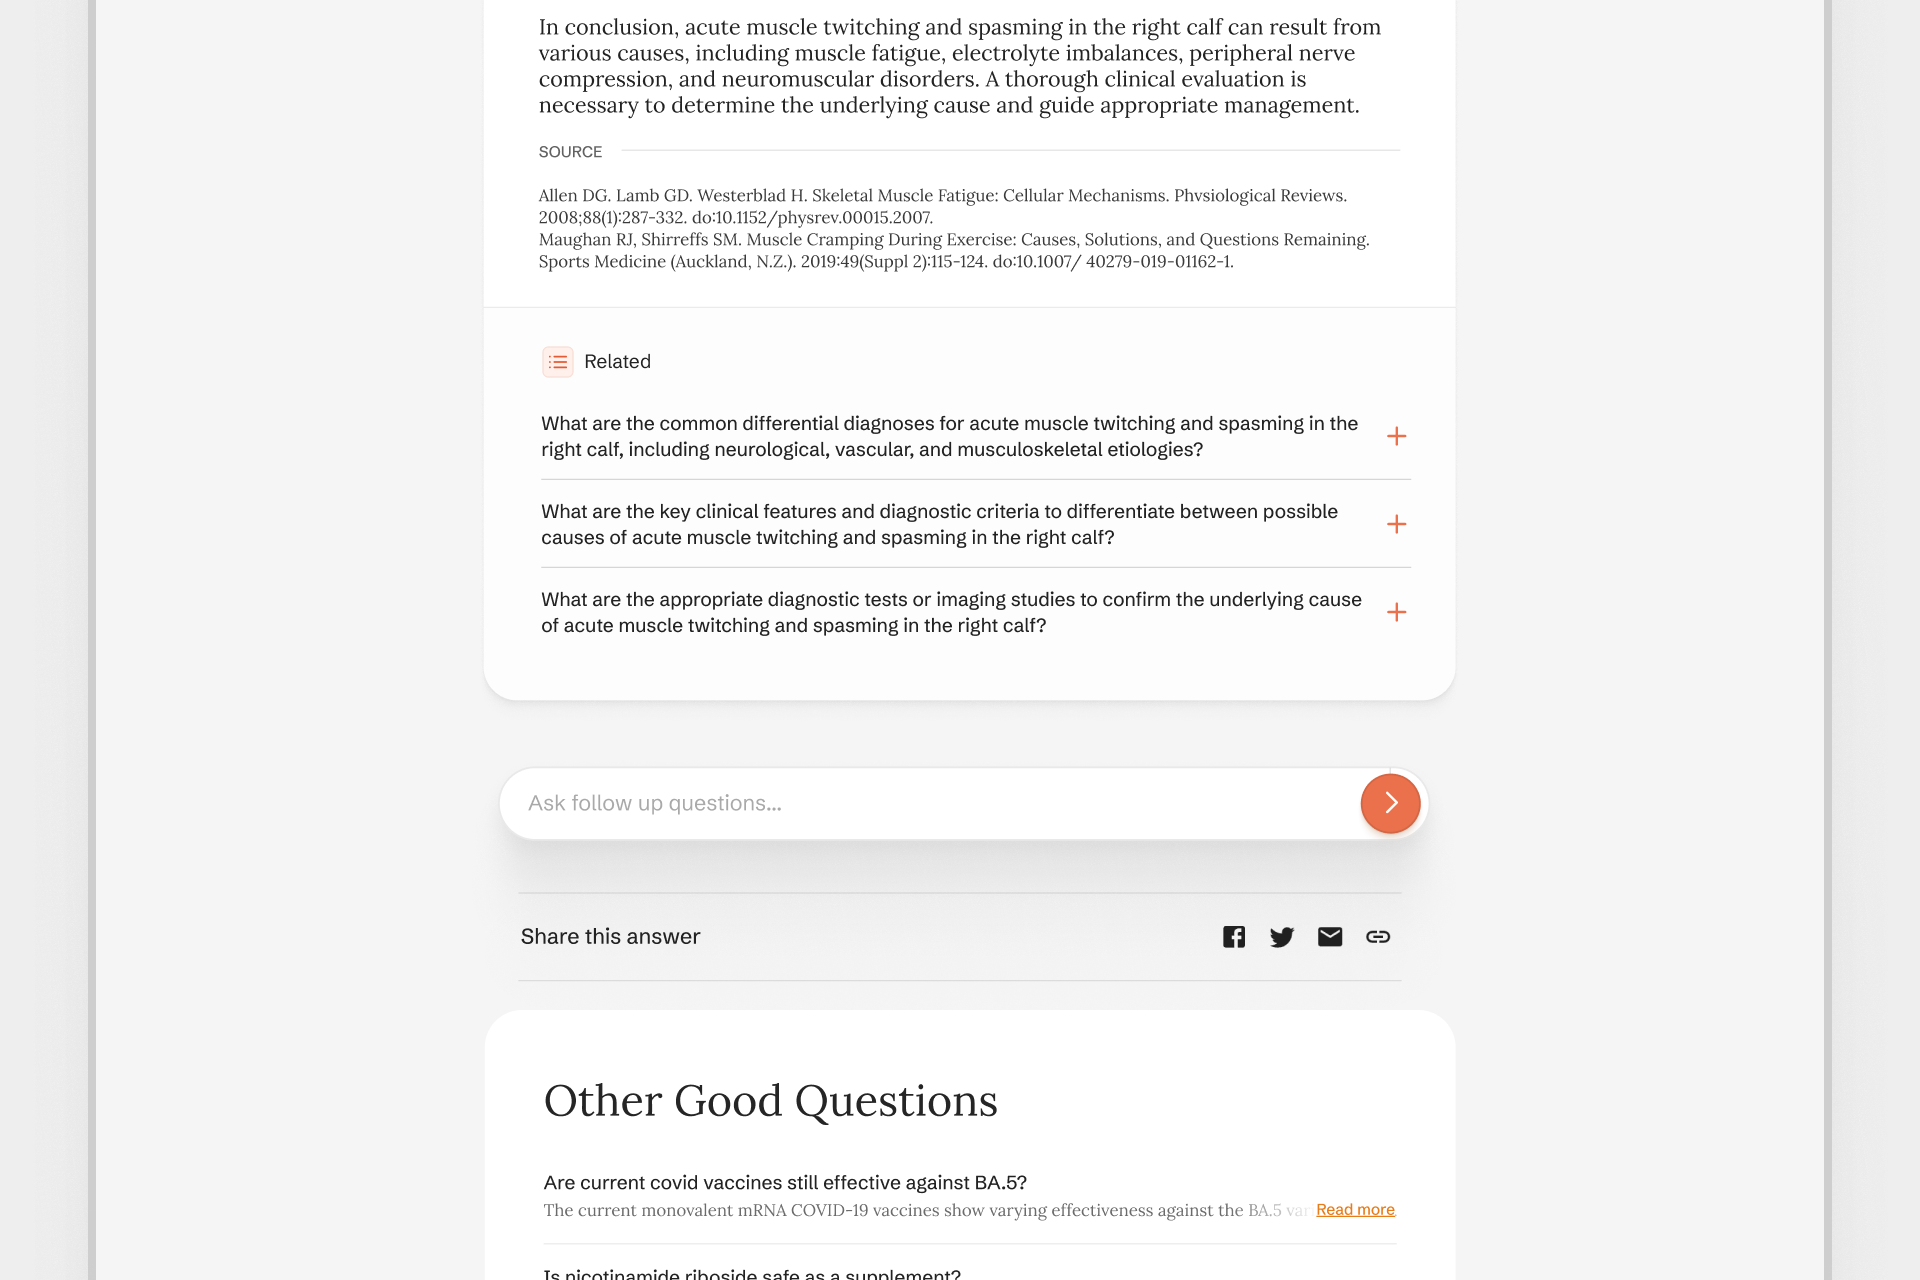 In conclusion, acute muscle twitching and spasming in the right calf can result from
various causes, including muscle fatigue, electrolyte imbalances, peripheral nerve
compression, and neuromuscular disorders. A thorough clinical evaluation is
necessary to determine the underlying cause and guide appropriate management.
SOURCE
Allen DG. Lamb GD. Westerblad H. Skeletal Muscle Fatigue: Cellular Mechanisms. Phvsiological Reviews.
2008;88(1):287-332. doi:10.1152/physrev.00015.2007.
Maughan RJ, Shirreffs SM. Muscle Cramping During Exercise: Causes, Solutions, and Questions Remaining.
Sports Medicine (Auckland, N.Z.). 2019:49(Suppl 2):115-124. doi:10.1007/ 40279-019-01162-1.
Related
What are the common differential diagnoses for acute muscle twitching and spasming in the
right calf, including neurological, vascular, and musculoskeletal etiologies?
What are the key clinical features and diagnostic criteria to differentiate between possible
causes of acute muscle twitching and spasming in the right calf?
What are the appropriate diagnostic tests or imaging studies to confirm the underlying cause
of acute muscle twitching and spasming in the right calf?
Ask follow up questions...
Share this answer
Other Good Questions
Are current covid vaccines still effective against BA.5?
The current monovalent mRNA COVID-19 vaccines show varying effectiveness against the BA.5 var Read more
Is nicotinamide riboside safe as a supplement?